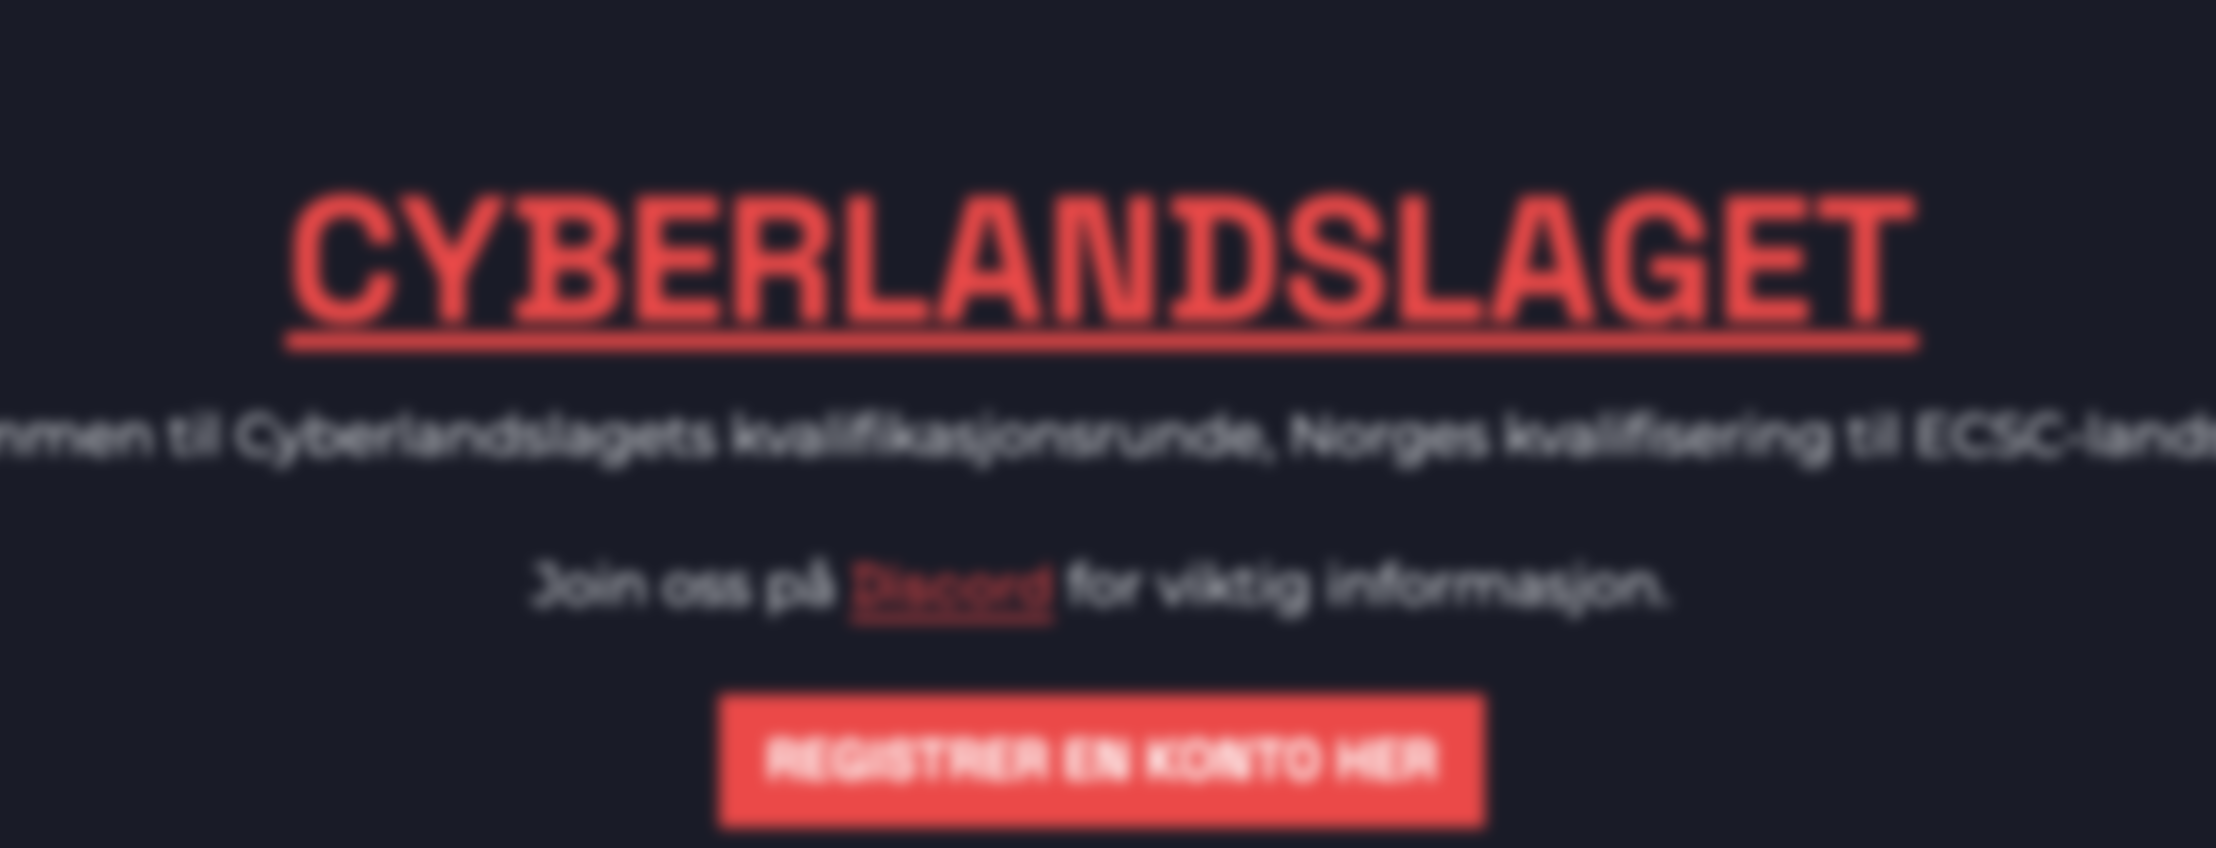 CYBERLANDSLAGET
mmen til Cyberlandslagets kvalifikasjonsrunde, Norges kvalifisering til ECSC-lands
Join oss på Discord for viktig informasjon.
REGISTRER EN KONTO HER